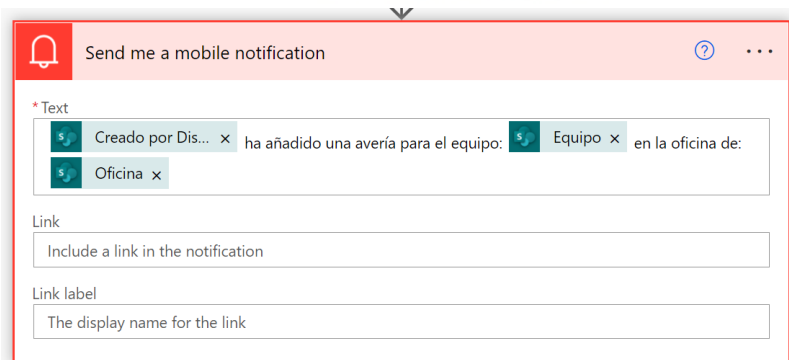 Send me a mobile notification
? ...
* Text
S Creado por Dis... × ha añadido una avería para el equipo: S Equipo × en la oficina de:
S Oficina ×
Link
Include a link in the notification
Link label
The display name for the link